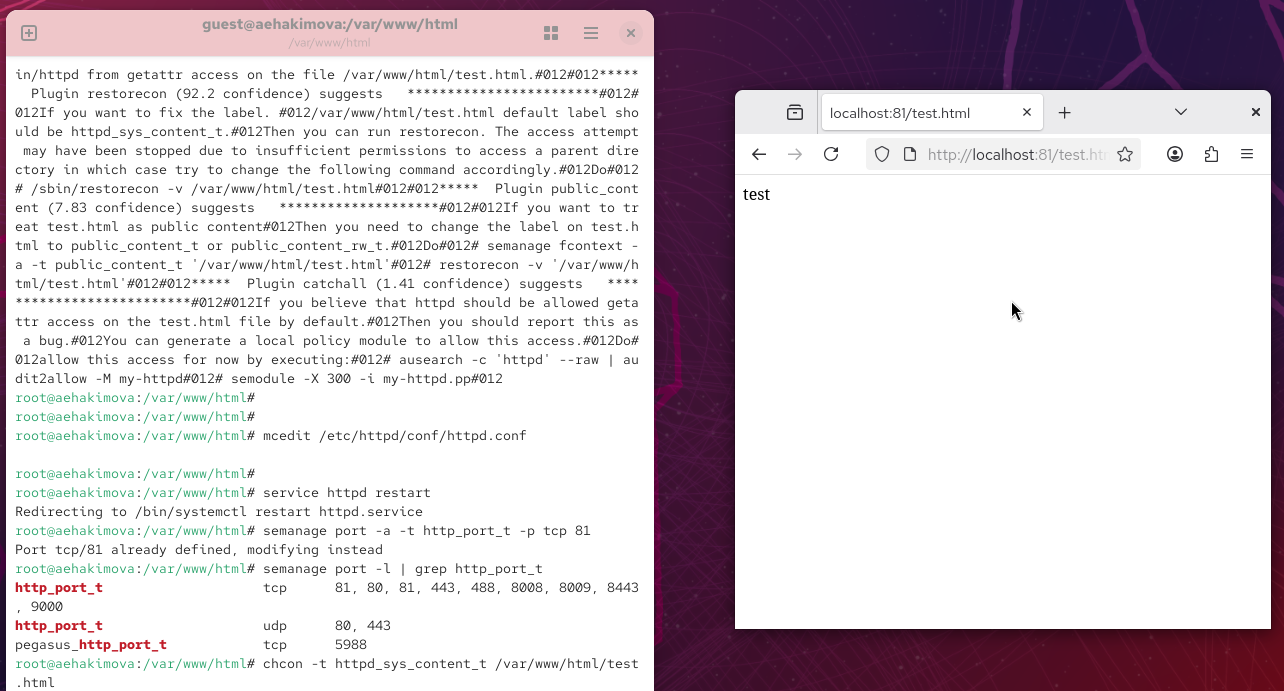 guest@aehakimova:/var/www/html
/var/www/html
in/httpd from getattr access on the file /var/www/html/test.html.#012#012*****
  Plugin restorecon (92.2 confidence) suggests   ************************#012#
012If you want to fix the label. #012/var/www/html/test.html default label sho
uld be httpd_sys_content_t.#012Then you can run restorecon. The access attempt
 may have been stopped due to insufficient permissions to access a parent dire
ctory in which case try to change the following command accordingly.#012Do#012
# /sbin/restorecon -v /var/www/html/test.html#012#012*****  Plugin public_cont
ent (7.83 confidence) suggests   ********************#012#012If you want to tr
eat test.html as public content#012Then you need to change the label on test.h
tml to public_content_t or public_content_rw_t.#012Do#012# semanage fcontext -
a -t public_content_t '/var/www/html/test.html'#012# restorecon -v '/var/www/h
tml/test.html'#012#012*****  Plugin catchall (1.41 confidence) suggests   ****
**********************#012#012If you believe that httpd should be allowed geta
ttr access on the test.html file by default.#012Then you should report this as
 a bug.#012You can generate a local policy module to allow this access.#012Do#
012allow this access for now by executing:#012# ausearch -c 'httpd' --raw | au
dit2allow -M my-httpd#012# semodule -X 300 -i my-httpd.pp#012
root@aehakimova:/var/www/html#
root@aehakimova:/var/www/html#
root@aehakimova:/var/www/html# mcedit /etc/httpd/conf/httpd.conf
root@aehakimova:/var/www/html#
root@aehakimova:/var/www/html# service httpd restart
Redirecting to /bin/systemctl restart httpd.service
root@aehakimova:/var/www/html# semanage port -a -t http_port_t -p tcp 81
Port tcp/81 already defined, modifying instead
root@aehakimova:/var/www/html# semanage port -l | grep http_port_t
http_port_t                    tcp      81, 80, 81, 443, 488, 8008, 8009, 8443
, 9000
http_port_t                    udp      80, 443
pegasus_http_port_t            tcp      5988
root@aehakimova:/var/www/html# chcon -t httpd_sys_content_t /var/www/html/test
.html
localhost:81/test.html
http://localhost:81/test.htm
test